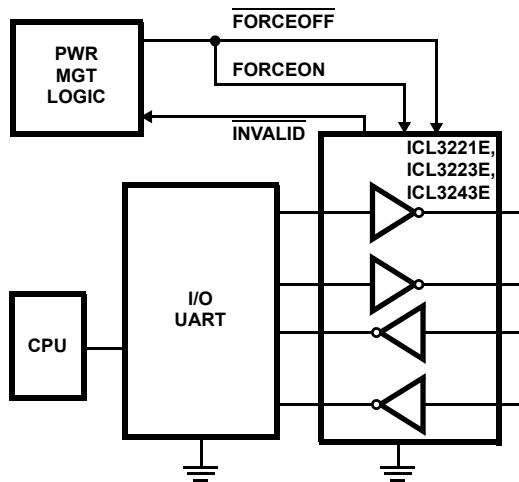 FORCEOFF
PWR
MGT
LOGIC
FORCEON
INVALID
ICL3221E,
ICL3223E,
ICL3243E
I/O
UART
CPU